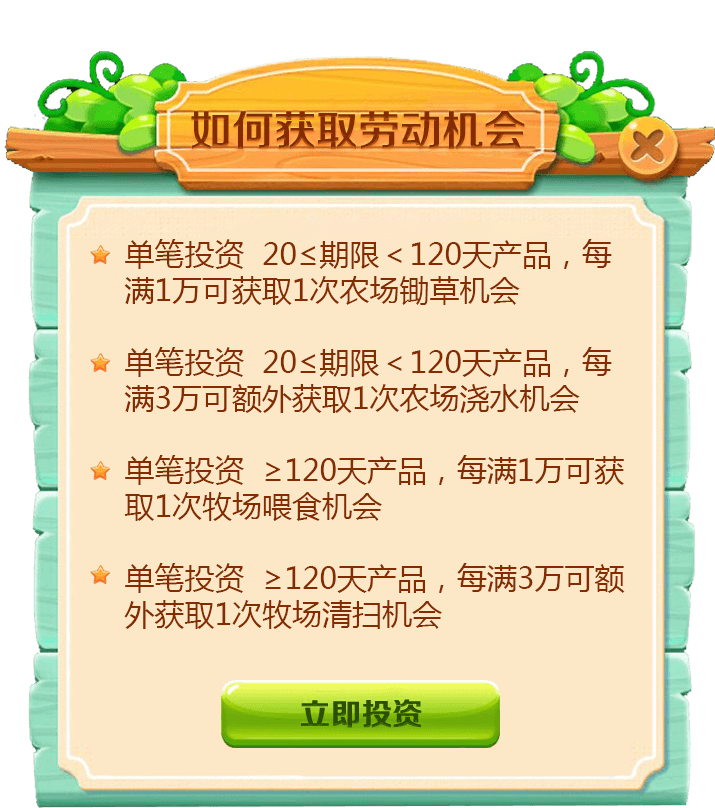 如何获取劳动机会
单笔投资 20≤期限＜120天产品，每
满1万可获取1次农场锄草机会
单笔投资 20≤期限＜120天产品，每
满3万可额外获取1次农场浇水机会
单笔投资 ≥120天产品，每满1万可获
取1次牧场喂食机会
单笔投资 ≥120天产品，每满3万可额
外获取1次牧场清扫机会
立即投资